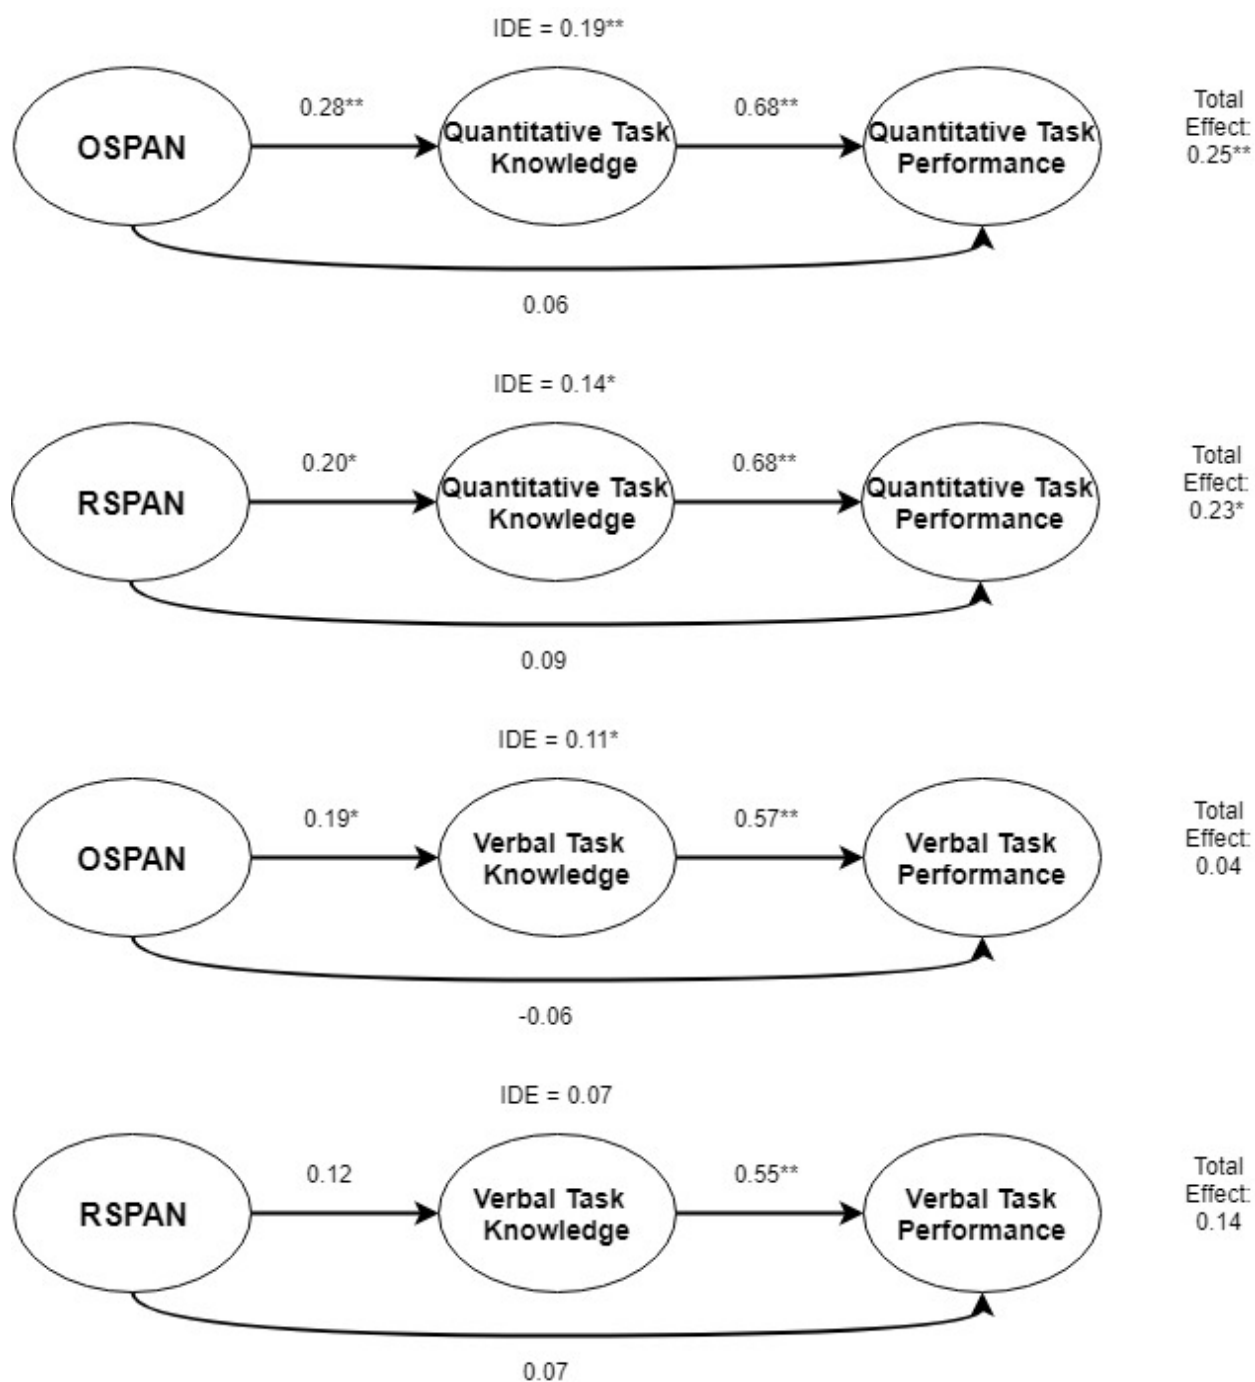 IDE = 0.19**
0.28**
0.68**
OSPAN
Quantitative Task
Knowledge
Quantitative Task
Performance
Total
Effect:
0.25**
0.06
IDE = 0.14*
0.20*
0.68**
RSPAN
Quantitative Task
Knowledge
Quantitative Task
Performance
Total
Effect:
0.23*
0.09
IDE = 0.11*
0.19*
0.57**
OSPAN
Verbal Task
Knowledge
Verbal Task
Performance
Total
Effect:
0.04
-0.06
IDE = 0.07
0.12
0.55**
RSPAN
Verbal Task
Knowledge
Verbal Task
Performance
Total
Effect:
0.14
0.07